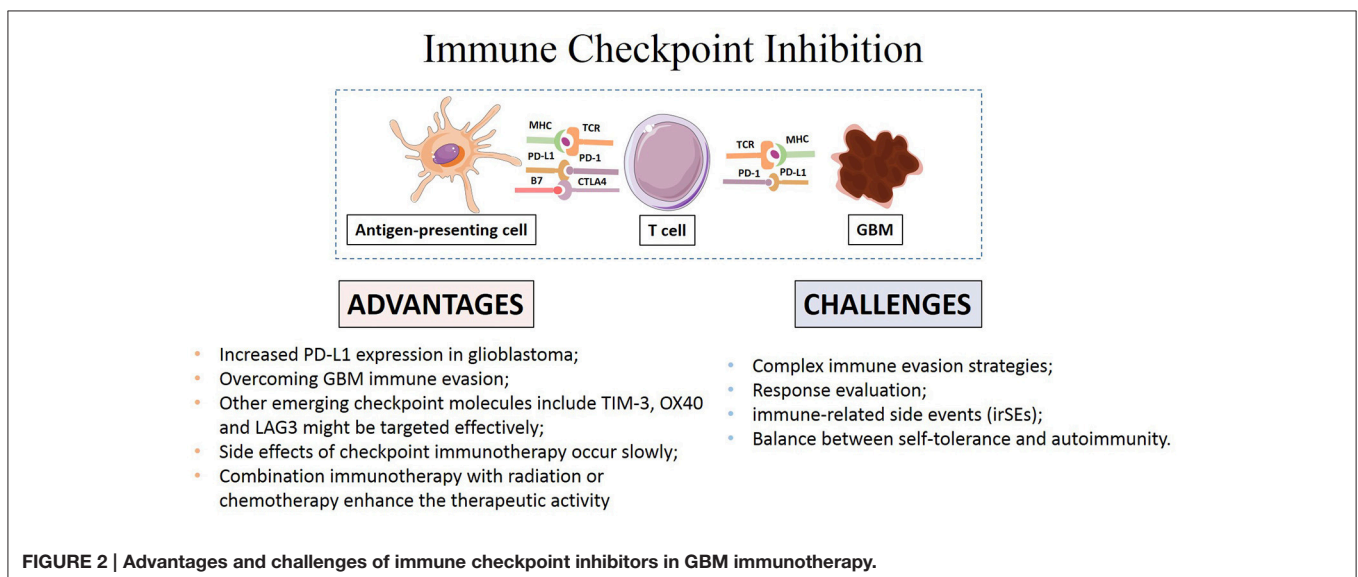 Immune Checkpoint Inhibition
MHC
TCR
PD-L1
PD-1
B7
CTLA4
TCR
MHC
PD-1
PD-L1
Antigen-presenting cell
T cell
GBM
ADVANTAGES
• Increased PD-L1 expression in glioblastoma;
• Overcoming GBM immune evasion;
• Other emerging checkpoint molecules include TIM-3, OX40
and LAG3 might be targeted effectively;
• Side effects of checkpoint immunotherapy occur slowly;
• Combination immunotherapy with radiation or
chemotherapy enhance the therapeutic activity
CHALLENGES
• Complex immune evasion strategies;
• Response evaluation;
• immune-related side events (irSEs);
• Balance between self-tolerance and autoimmunity.
FIGURE 2 | Advantages and challenges of immune checkpoint inhibitors in GBM immunotherapy.